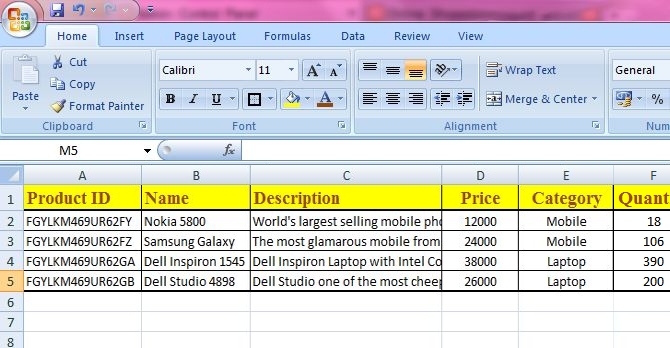 Home Insert Page Layout Formulas Data Review View
Cut
Copy
Format Painter
Paste
Clipboard
Calibri 11
B I U A
Font
Alignment
Wrap Text
Merge & Center
General
%
Num
M5 fx
A B C D E F
1 Product ID Name Description Price Category Quant
2 FGYLKM469UR62FY Nokia 5800 World's largest selling mobile pho 12000 Mobile 18
3 FGYLKM469UR62FZ Samsung Galaxy The most glamarous mobile from 24000 Mobile 106
4 FGYLKM469UR62GA Dell Inspiron 1545 Dell Inspiron Laptop with Intel Co 38000 Laptop 390
5 FGYLKM469UR62GB Dell Studio 4898 Dell Studio one of the most cheep 26000 Laptop 200
6
7
8